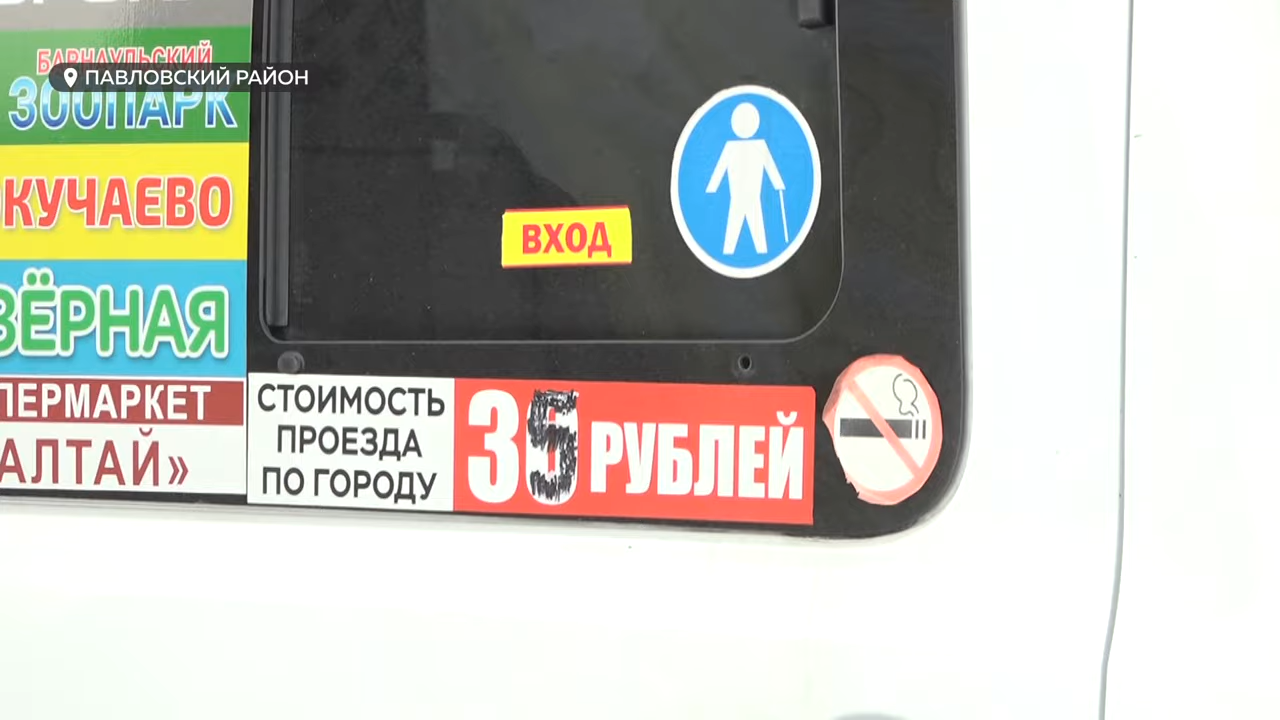 БАРНАУЛЬСКИЙ
ПАВЛОВСКИЙ РАЙОН
ЗООПАРК
КУЧАЕВО
ЗЁРНАЯ
ПЕРМАРКЕТ
АЛТАЙ»
ВХОД
СТОИМОСТЬ
ПРОЕЗДА
ПО ГОРОДУ
35 РУБЛЕЙ